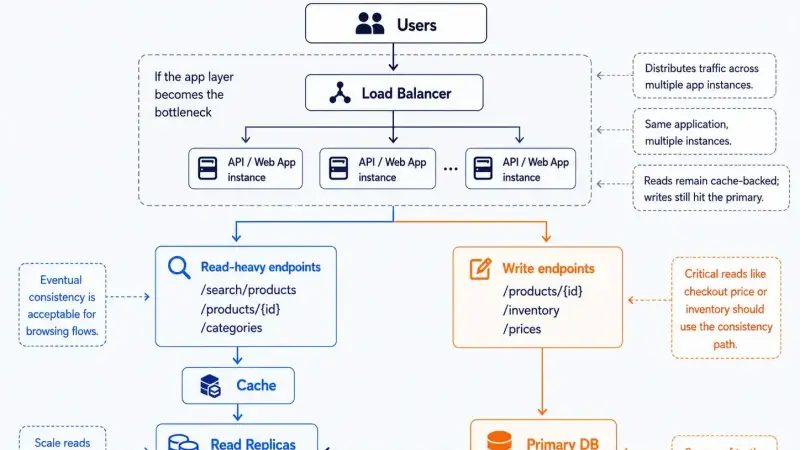 Users
If the app layer
becomes the
bottleneck
Load Balancer
Distributes traffic across
multiple app instances.
Same application,
multiple instances.
API / Web App
instance
API / Web App
instance
...
API / Web App
instance
Reads remain cache-backed;
writes still hit the primary.
Eventual
consistency is
acceptable for
browsing flows.
Read-heavy endpoints
/search/products
/products/{id}
/categories
Write endpoints
/products/{id}
/inventory
/prices
Critical reads like
checkout price or
inventory should
use the consistency
path.
Cache
Scale reads
Read Replicas
Primary DB